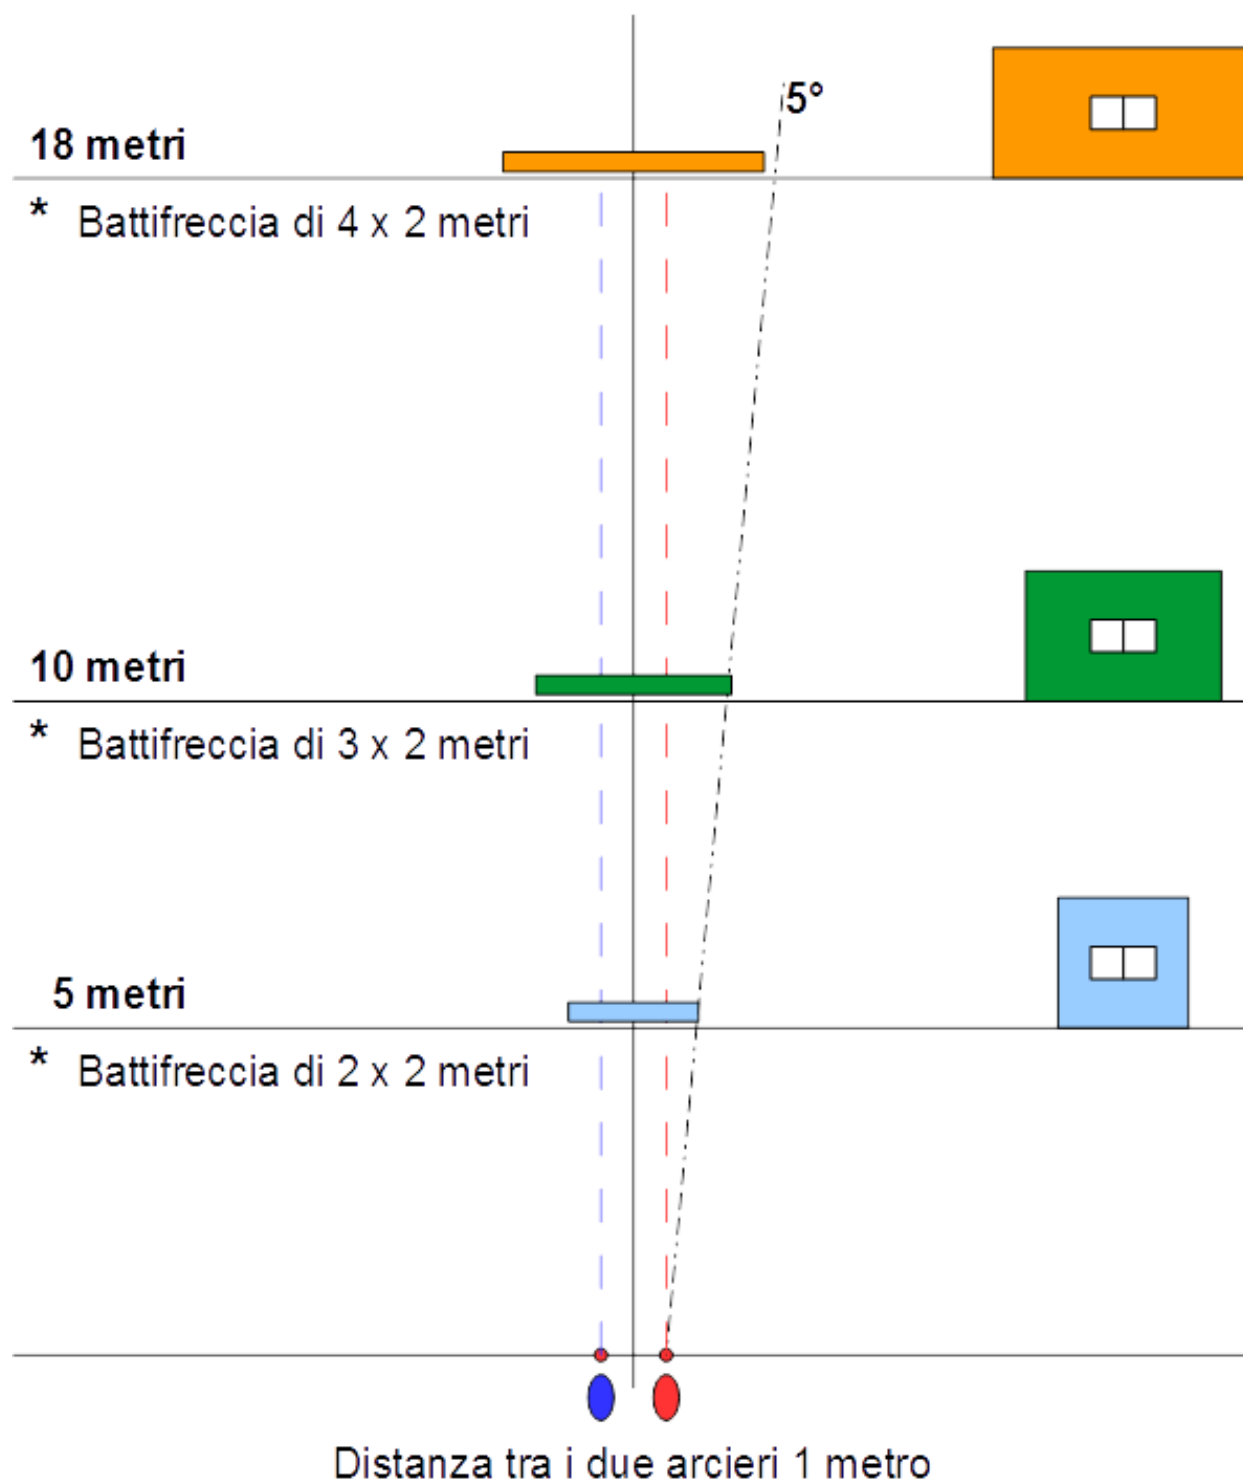 5°
18 metri
* Battifreccia di 4 x 2 metri
10 metri
* Battifreccia di 3 x 2 metri
5 metri
* Battifreccia di 2 x 2 metri
Distanza tra i due arcieri 1 metro